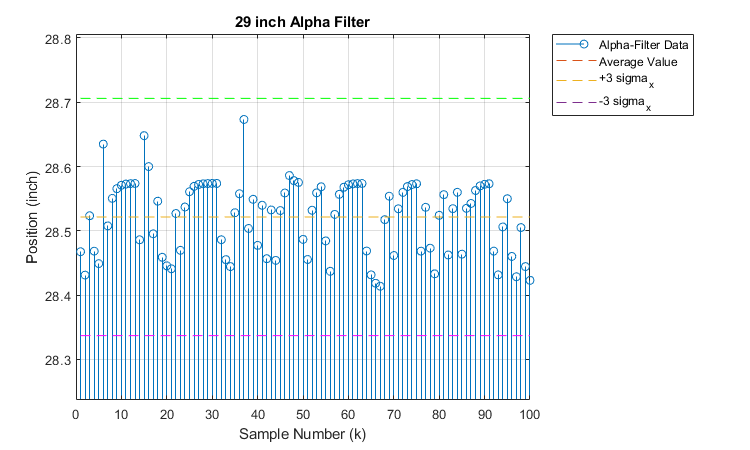 29 inch Alpha Filter
28.8
28.7
28.6
28.5
28.4
28.3
Position (inch)
0 10 20 30 40 50 60 70 80 90 100
Sample Number (k)
Alpha-Filter Data
Average Value
+3 sigma x
-3 sigma x